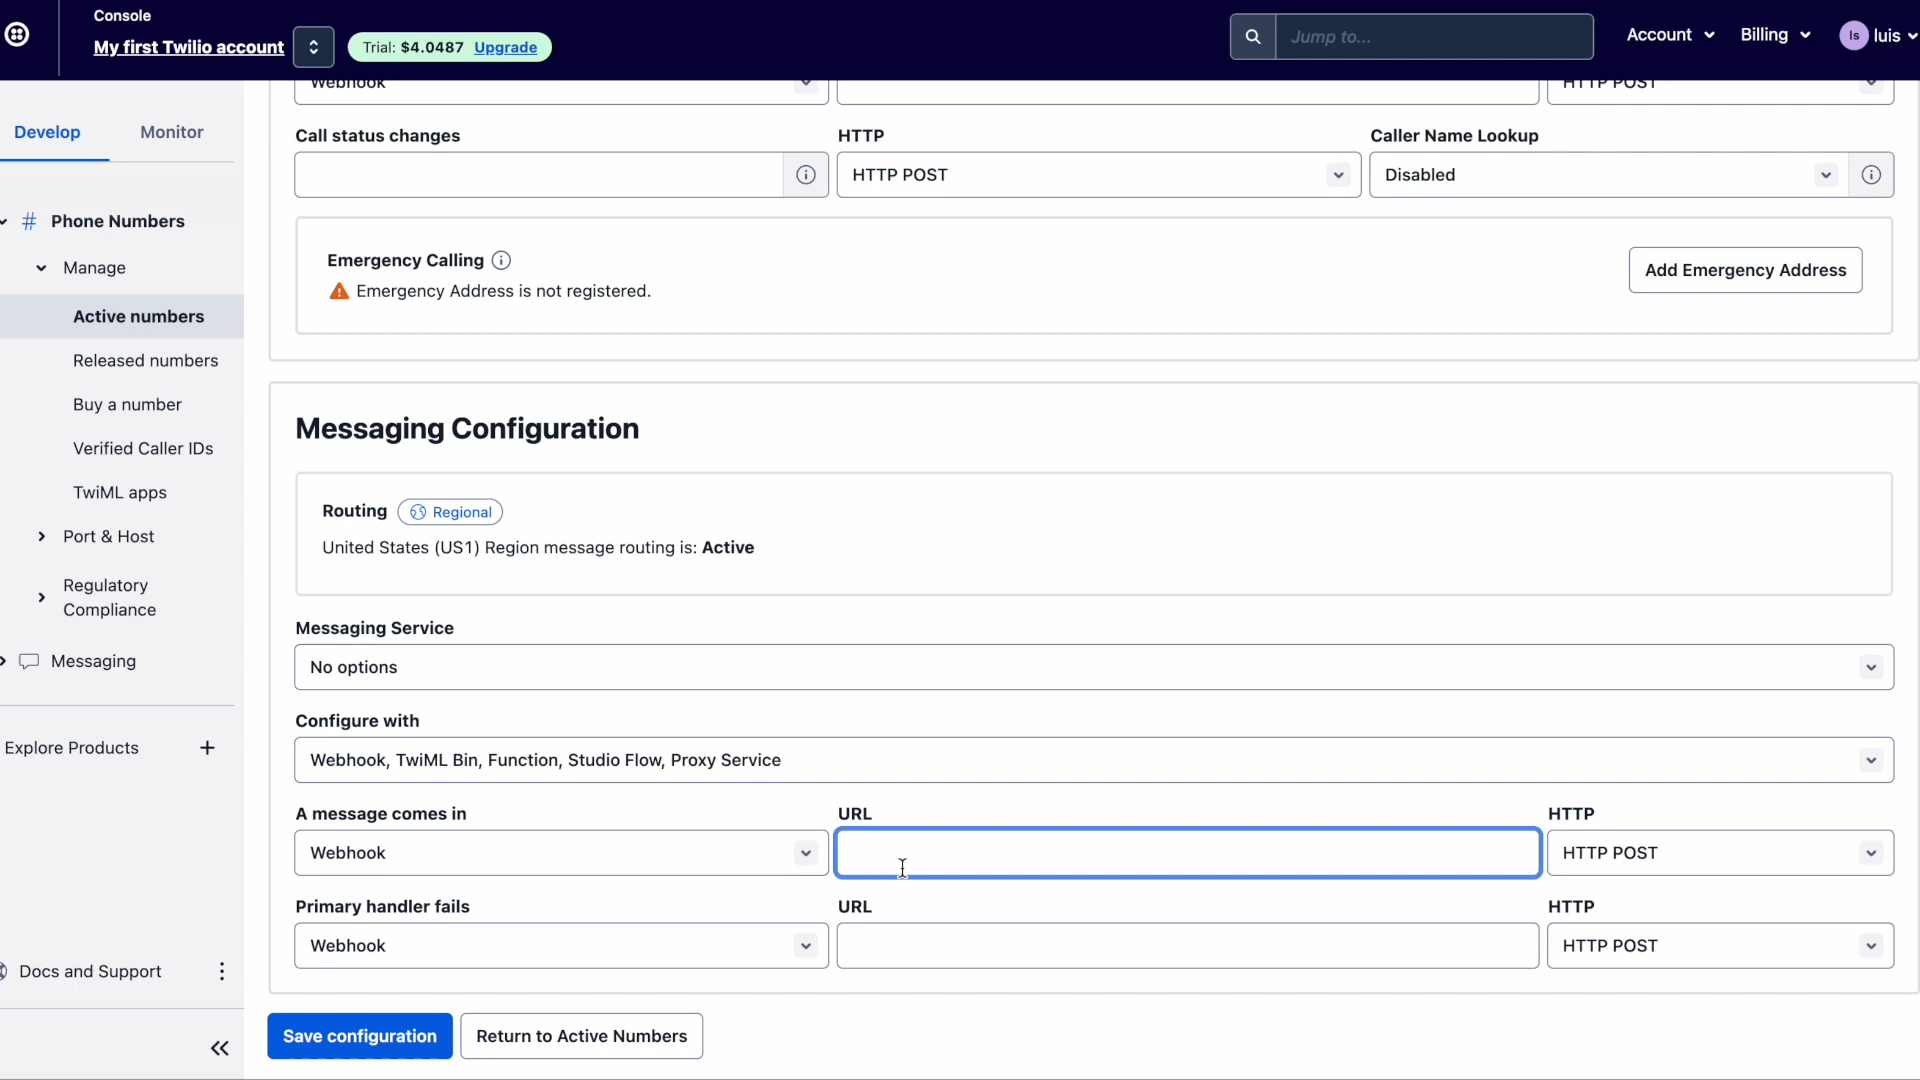 Console
My first Twilio account
Trial: $4.0487 Upgrade
Jump to...
Account
Billing
ls
luis
Develop
Monitor
Phone Numbers
Manage
Active numbers
Released numbers
Buy a number
Verified Caller IDs
TwiML apps
Port & Host
Regulatory
Compliance
Messaging
Explore Products
Docs and Support
Webhook
HTTP POST
Call status changes
HTTP
Caller Name Lookup
HTTP POST
Disabled
Emergency Calling
Emergency Address is not registered.
Add Emergency Address
Messaging Configuration
Routing
Regional
United States (US1) Region message routing is: Active
Messaging Service
No options
Configure with
Webhook, TwiML Bin, Function, Studio Flow, Proxy Service
A message comes in
URL
HTTP
Webhook
HTTP POST
Primary handler fails
URL
HTTP
Webhook
HTTP POST
Save configuration
Return to Active Numbers